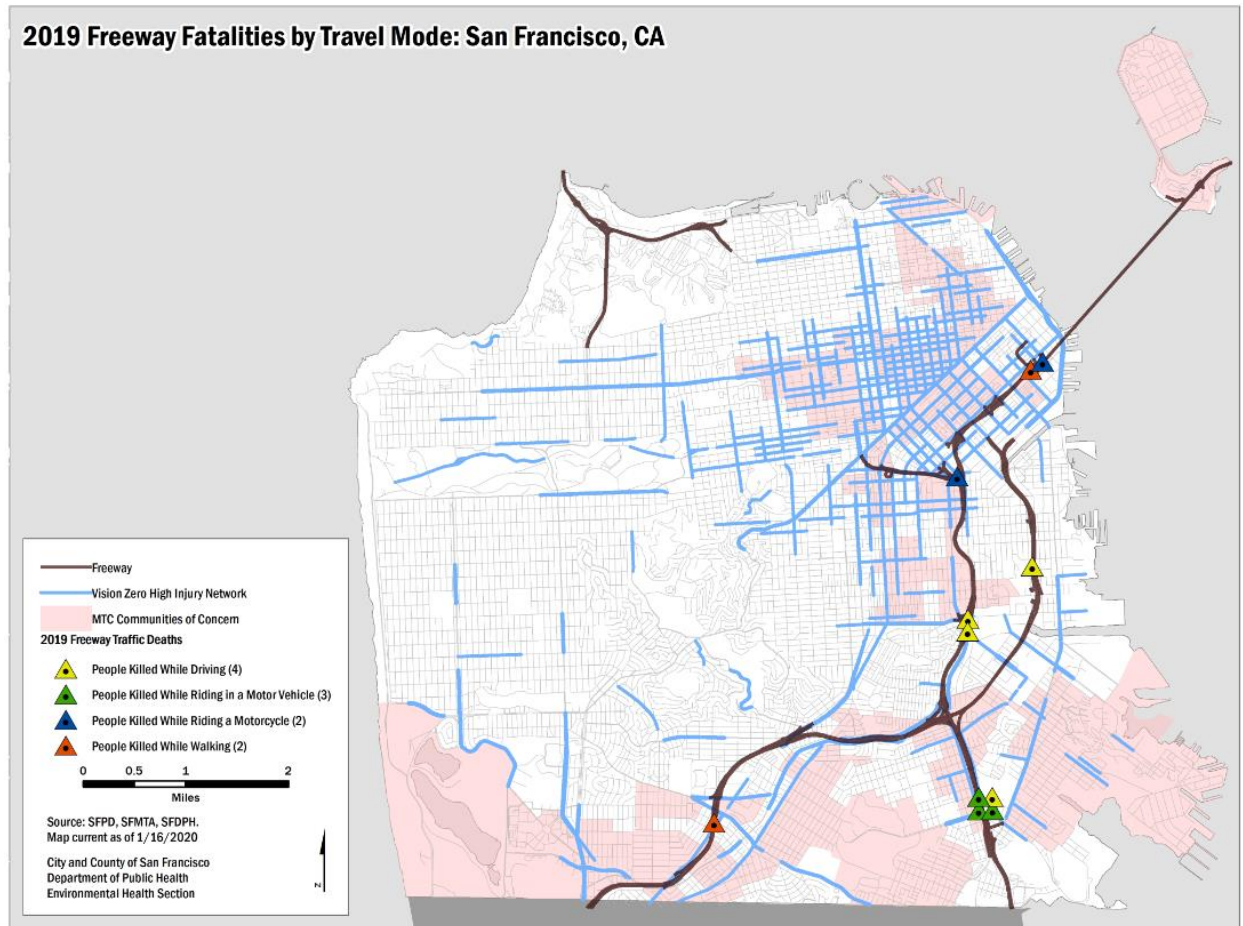 2019 Freeway Fatalities by Travel Mode: San Francisco, CA
Freeway
Vision Zero High Injury Network
MTC Communities of Concern
2019 Freeway Traffic Deaths
People Killed While Driving (4)
People Killed While Riding in a Motor Vehicle (3)
People Killed While Riding a Motorcycle (2)
People Killed While Walking (2)
0 0.5 1 2
Miles
Source: SFPD, SFMTA, SFDPH.
Map current as of 1/16/2020
City and County of San Francisco
Department of Public Health
Environmental Health Section
N